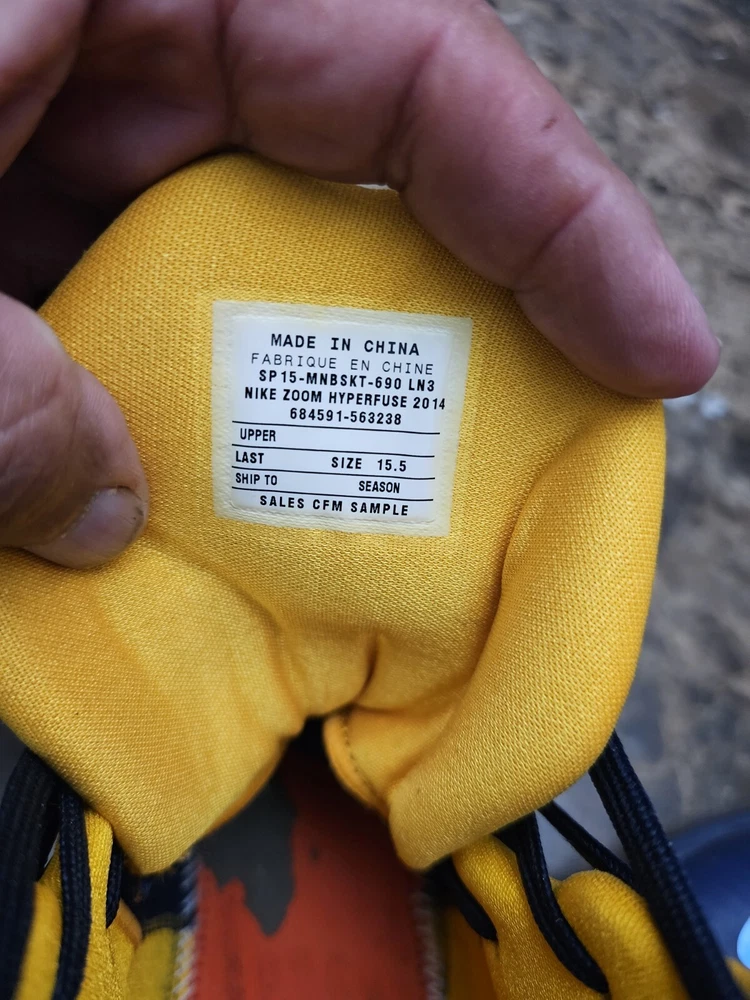 MADE IN CHINA
FABRIQUE EN CHINE
SP15-MNBSKT-690 LN3
NIKE ZOOM HYPERFUSE 2014
684591-563238
UPPER
LAST SIZE 15.5
SHIP TO SEASON
SALES CFM SAMPLE